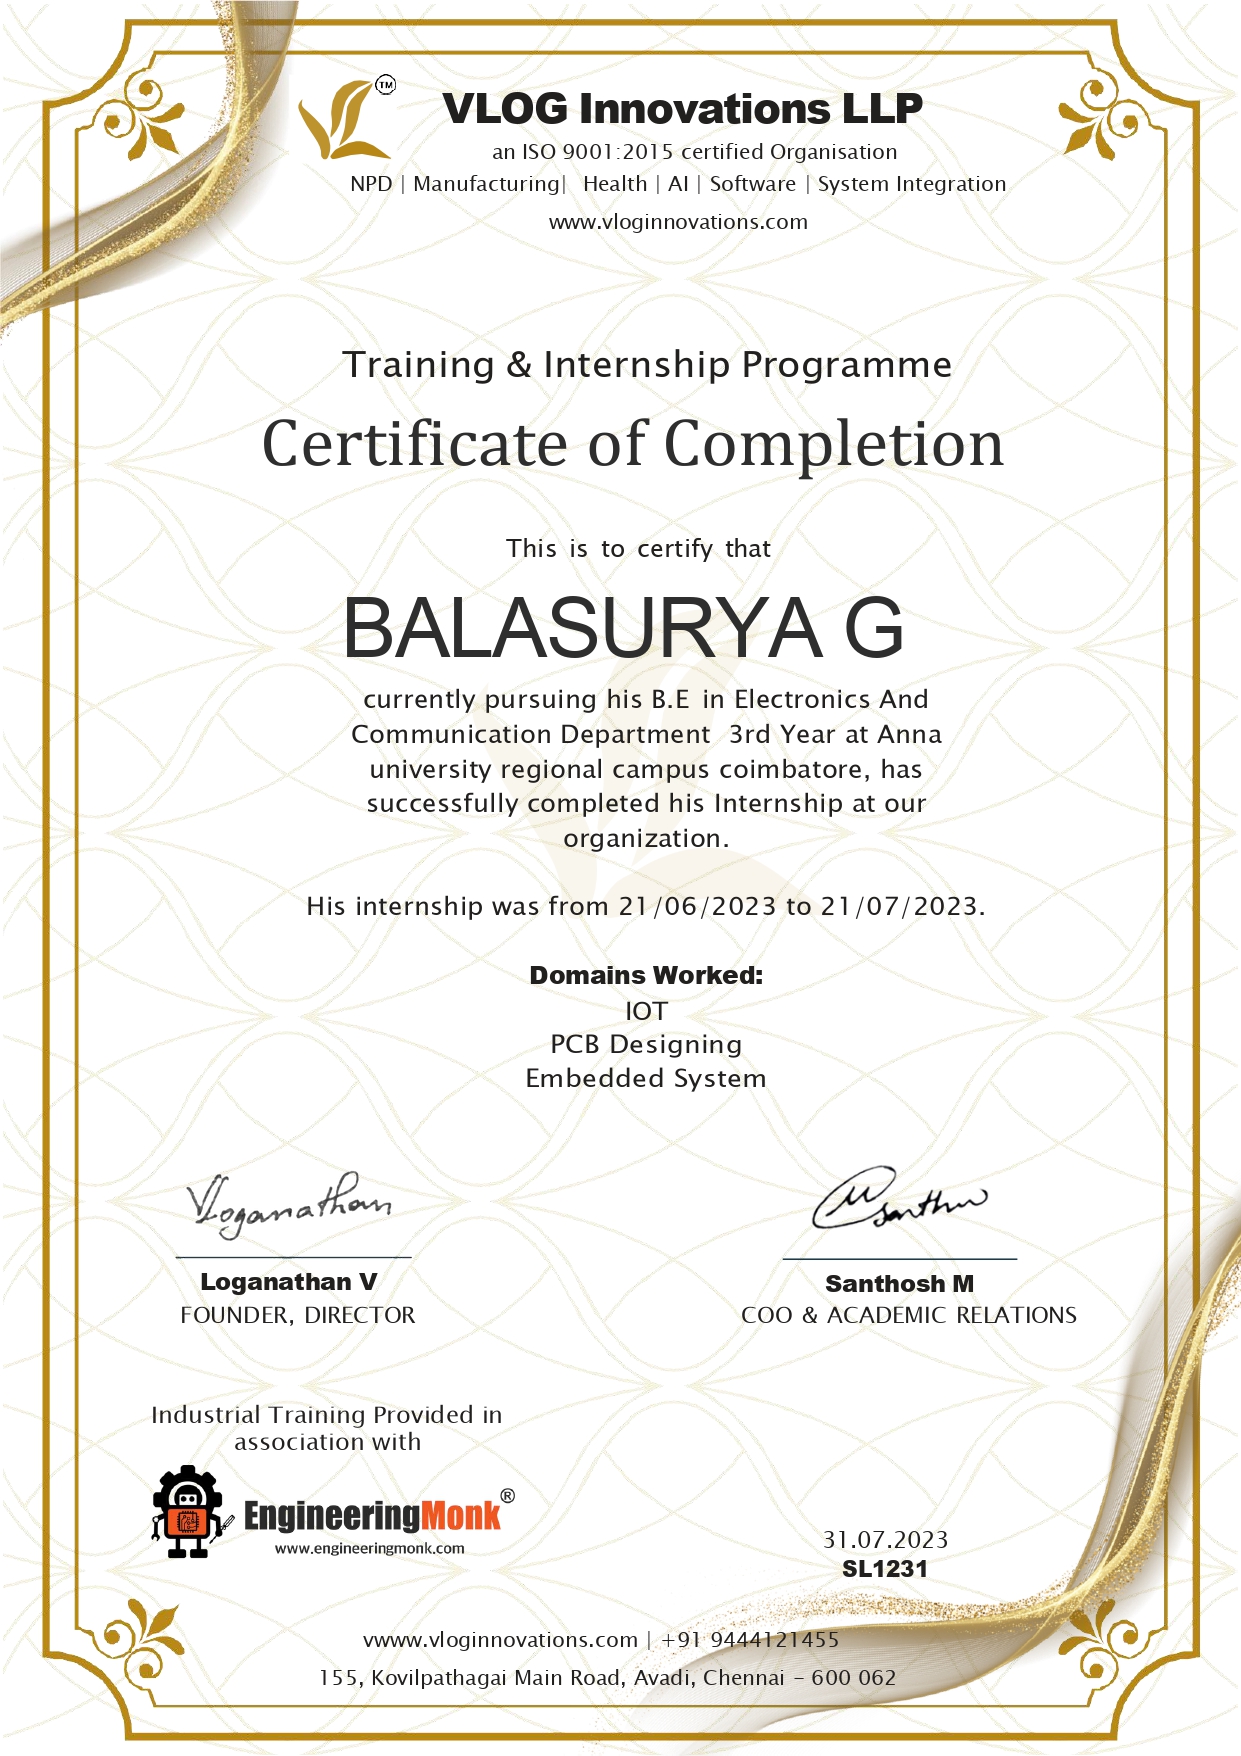 TM
VLOG Innovations LLP
an ISO 9001:2015 certified Organisation
NPD | Manufacturing| Health | AI | Software | System Integration
www.vloginnovations.com
Training & Internship Programme
Certificate of Completion
This is to certify that
BALASURYA G
currently pursuing his B.E in Electronics And
Communication Department 3rd Year at Anna
university regional campus coimbatore, has
successfully completed his Internship at our
organization.
His internship was from 21/06/2023 to 21/07/2023.
Domains Worked:
IOT
PCB Designing
Embedded System
Vloganathan
Santhosh
Loganathan V
FOUNDER, DIRECTOR
Santhosh M
COO & ACADEMIC RELATIONS
Industrial Training Provided in
association with
EngineeringMonk®
www.engineeringmonk.com
31.07.2023
SL1231
vwww.vloginnovations.com | +91 9444121455
155, Kovilpathagai Main Road, Avadi, Chennai – 600 062